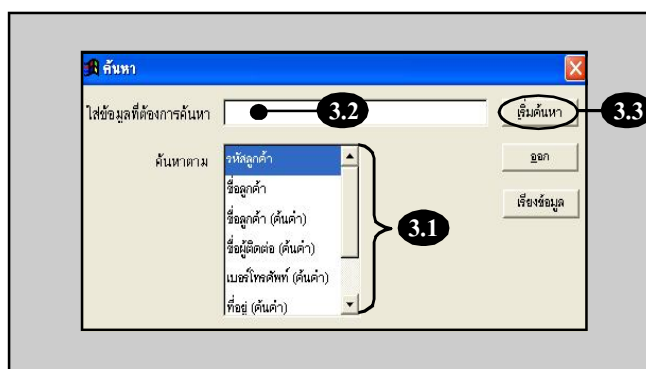 ค้นหา
ใส่ข้อมูลที่ต้องการค้นหา 3.2 เริ่มค้นหา 3.3
ค้นหาตาม รหัสลูกค้า ออก
ชื่อลูกค้า เรียงข้อมูล
ชื่อลูกค้า (ค้นคำ) 3.1
ชื่อผู้ติดต่อ (ค้นคำ)
เบอร์โทรศัพท์ (ค้นคำ)
ที่อยู่ (ค้นคำ)